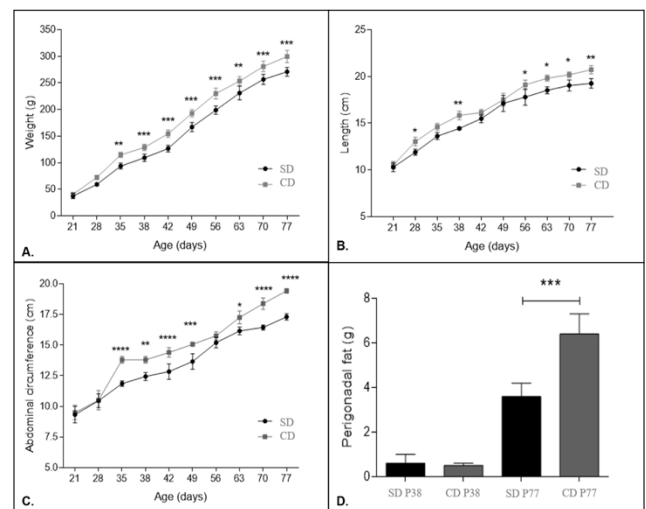 350
300
250
200
150
100
50
0
Weight (g)
** *** *** *** *** *** ** *** ***
SD
CD
21 28 35 38 42 49 56 63 70 77
Age (days)
A.
25
20
15
10
5
Length (cm)
* ** * * * **
SD
CD
21 28 35 38 42 49 56 63 70 77
Age (days)
B.
20.0
17.5
15.0
12.5
10.0
7.5
5.0
Abdominal circumference (cm)
**** ** **** *** * **** ****
SD
CD
21 28 35 38 42 49 56 63 70 77
Age (days)
C.
8
6
4
2
0
Perigonadal fat (g)
***
SD P38 CD P38 SD P77 CD P77
D.